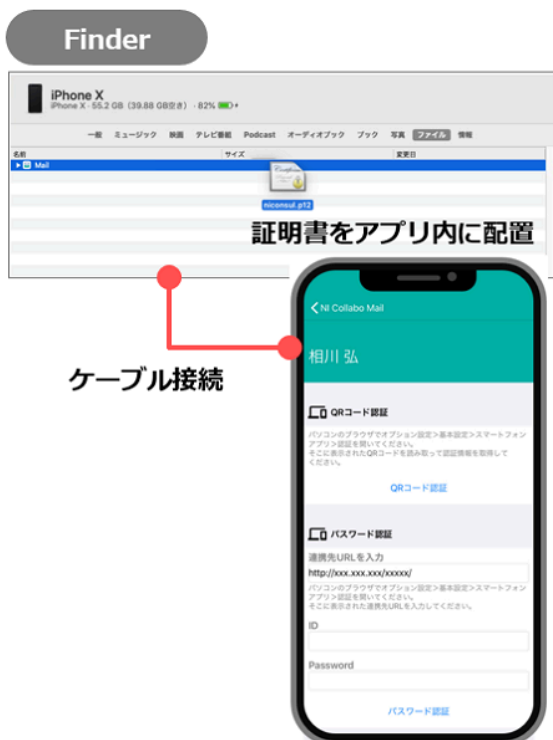 Finder
iPhone X
iPhone X · 55.2 GB（39.88 GB空き） · 82%
一般 ミュージック 映画 テレビ番組 Podcast オーディオブック ブック 写真 ファイル 情報
名前 サイズ 変更日
Mail
niconsul.p12
証明書をアプリ内に配置
ケーブル接続
NI Collabo Mail
相川 弘
QRコード認証
パソコンのブラウザでオプション設定>基本設定>スマートフォン
アプリ>認証を開いてください。
そこに表示されたQRコードを読み取って認証情報を取得して
ください。
QRコード認証
パスワード認証
連携先URLを入力
http://xxx.xxx.xxx/xxxxx/
パソコンのブラウザでオプション設定>基本設定>スマートフォン
アプリ>認証を開いてください。
そこに表示された連携先URLを入力してください。
ID
Password
パスワード認証